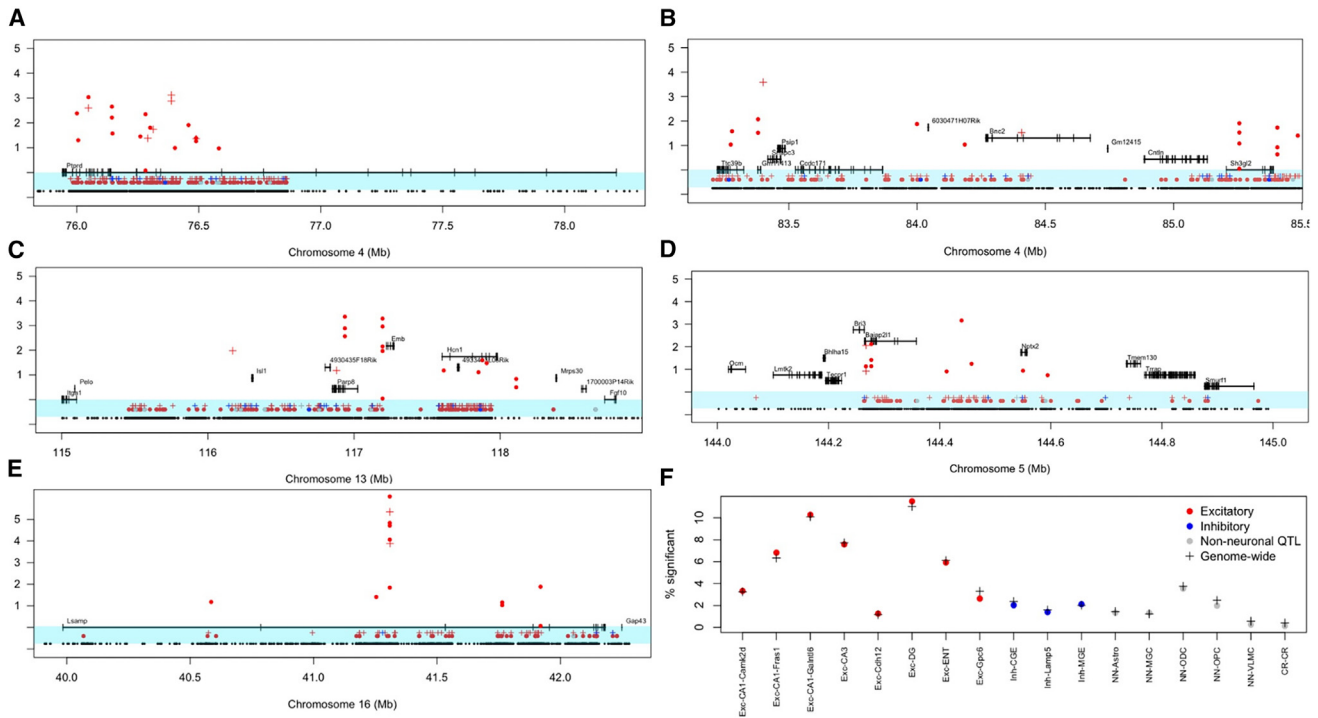 A
5
4
3
2
1
Ptprd
76.0 76.5 77.0 77.5 78.0
Chromosome 4 (Mb)
B
5
4
3
2
1
6030471H07Rik
Bnc2
Psip1
Gm12415
Cntln
Ttc39b
Ccdc171
Sh3gl2
83.5 84.0 84.5 85.0 85.5
Chromosome 4 (Mb)
C
5
4
3
2
1
Emb
Hcn1
4930435F18Rik
Isl1
Mrps30
Pelo
Parp8
1700003P14Rik
Itga1
Fgf10
115 116 117 118
Chromosome 13 (Mb)
D
5
4
3
2
1
Bri3
Baiap2l1
Bhlha15
Nptx2
Tmem130
Ocm
Lmtk2
Tecpr1
Trrap
Smurf1
144.0 144.2 144.4 144.6 144.8 145.0
Chromosome 5 (Mb)
E
5
4
3
2
1
Lsamp
Gap43
40.0 40.5 41.0 41.5 42.0
Chromosome 16 (Mb)
F
% significant
10
8
6
4
2
0
Excitatory
Inhibitory
Non-neuronal QTL
Genome-wide
Exc-CA1-Camk2d
Exc-CA1-Fras1
Exc-CA1-Galntl6
Exc-CA3
Exc-Cdh12
Exc-DG
Exc-ENT
Exc-Gpc6
Inh-CGE
Inh-Lamp5
Inh-MGE
NN-Astro
NN-MGC
NN-ODC
NN-OPC
NN-VLMC
CR-CR